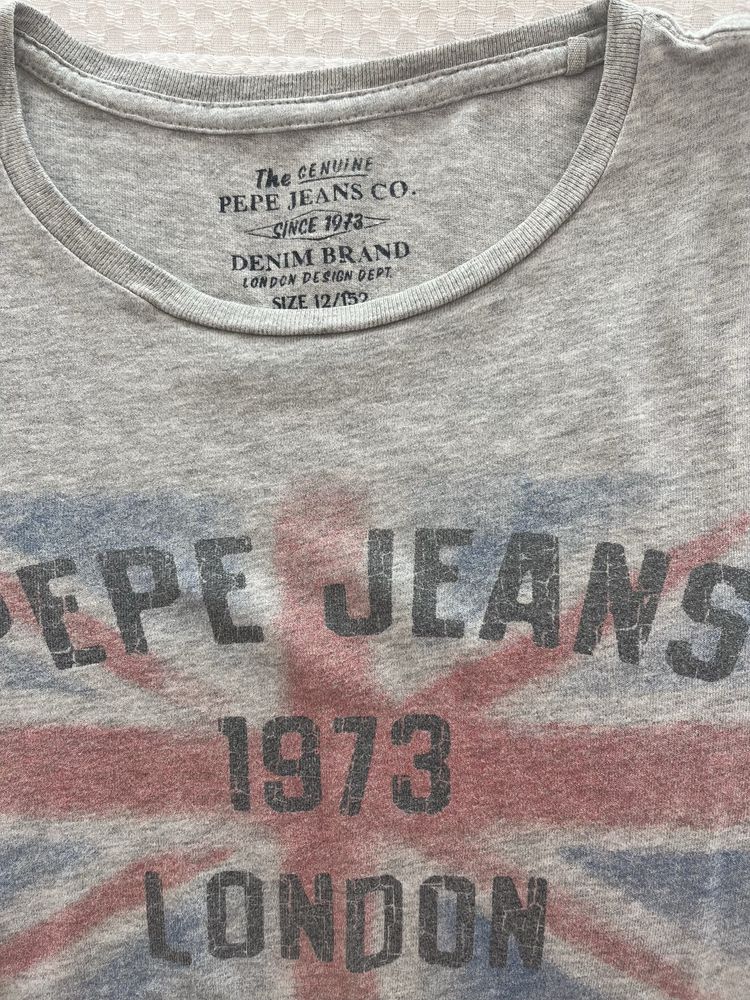 The GENUINE
PEPE JEANS CO.
SINCE 1973
DENIM BRAND
LONDON DESIGN DEPT.
SIZE 12/152
PEPE JEANS
1973
LONDON